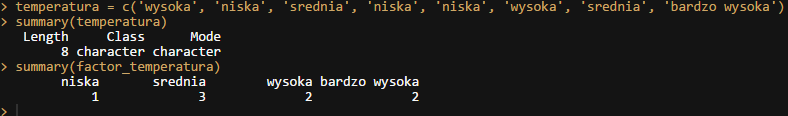 > temperatura = c('wysoka', 'niska', 'srednia', 'niska', 'niska', 'wysoka', 'srednia', 'bardzo wysoka')
> summary(temperatura)
   Length     Class      Mode
        8 character character
> summary(factor_temperatura)
        niska       srednia        wysoka bardzo wysoka
            1             3             2             2
>